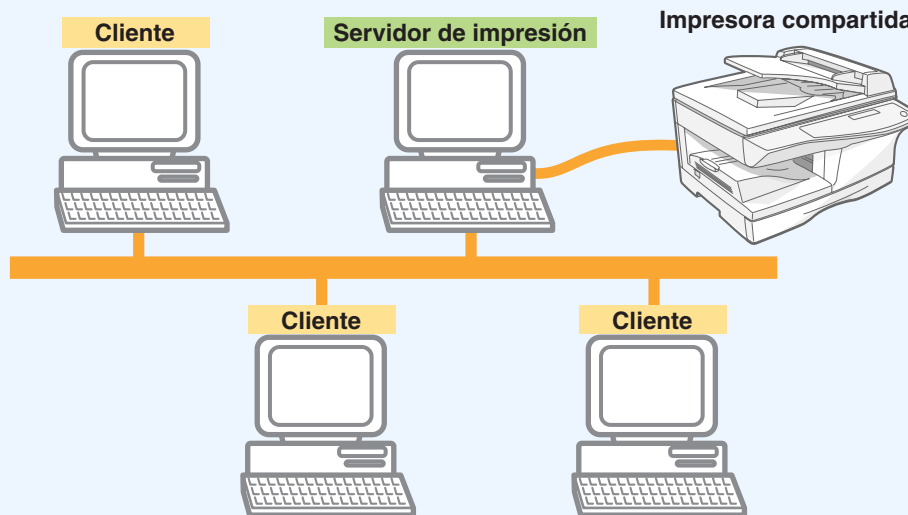 Cliente
Servidor de impresión
Impresora compartida
Cliente
Cliente